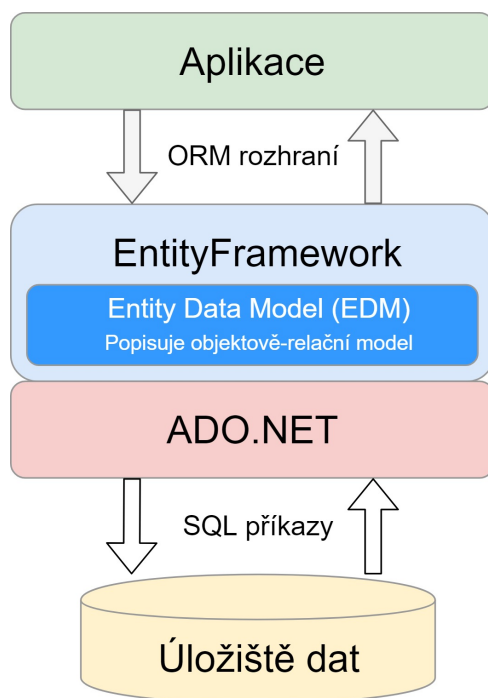 Aplikace
ORM rozhraní
EntityFramework
Entity Data Model (EDM)
Popisuje objektově-relační model
ADO.NET
SQL příkazy
Úložiště dat